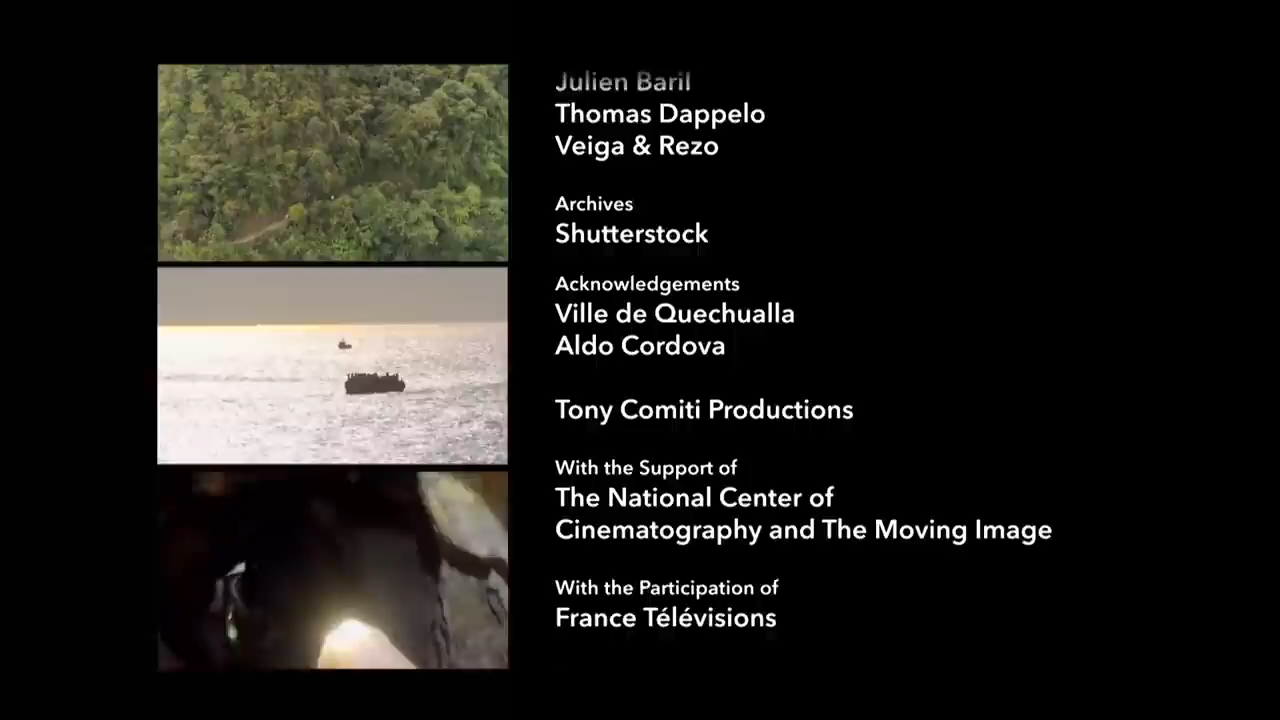 Julien Baril
Thomas Dappelo
Veiga & Rezo
Archives
Shutterstock
Acknowledgements
Ville de Quechualla
Aldo Cordova
Tony Comiti Productions
With the Support of
The National Center of
Cinematography and The Moving Image
With the Participation of
France Télévisions